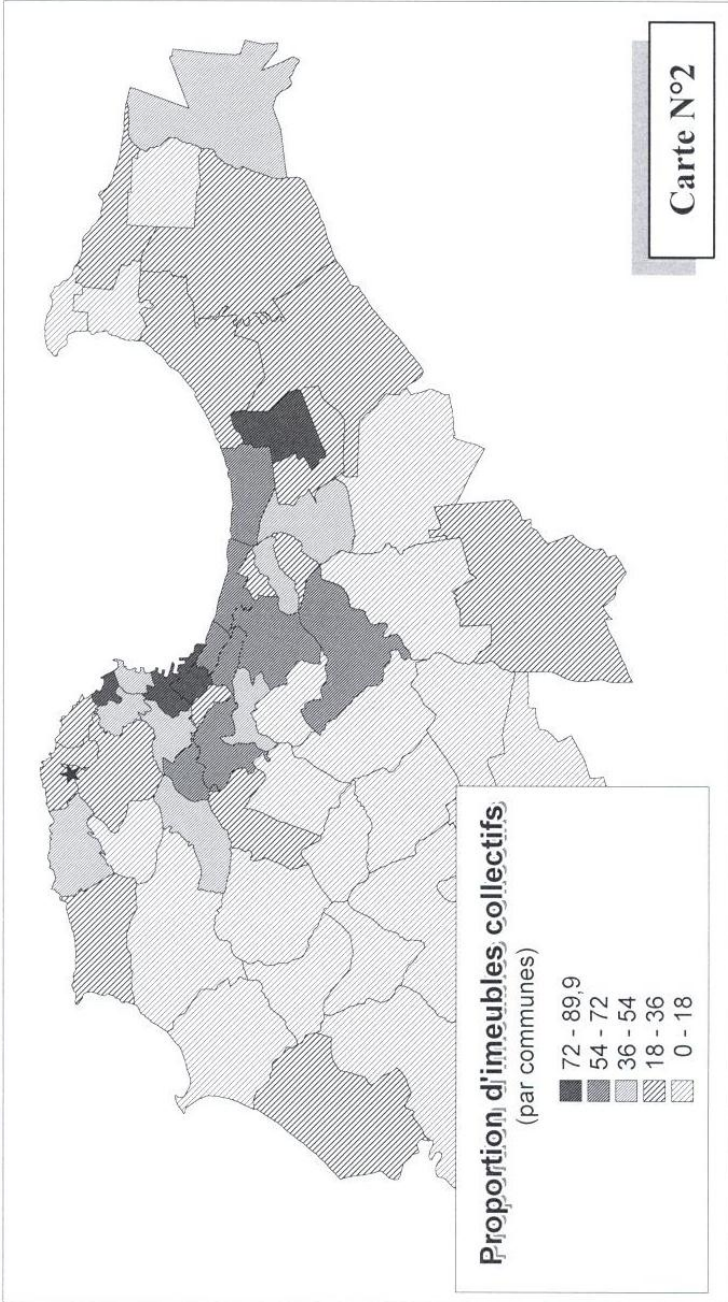 Carte N°2
Proportion d'imeubles collectifs
(par communes)
72 - 89,9
54 - 72
36 - 54
18 - 36
0 - 18